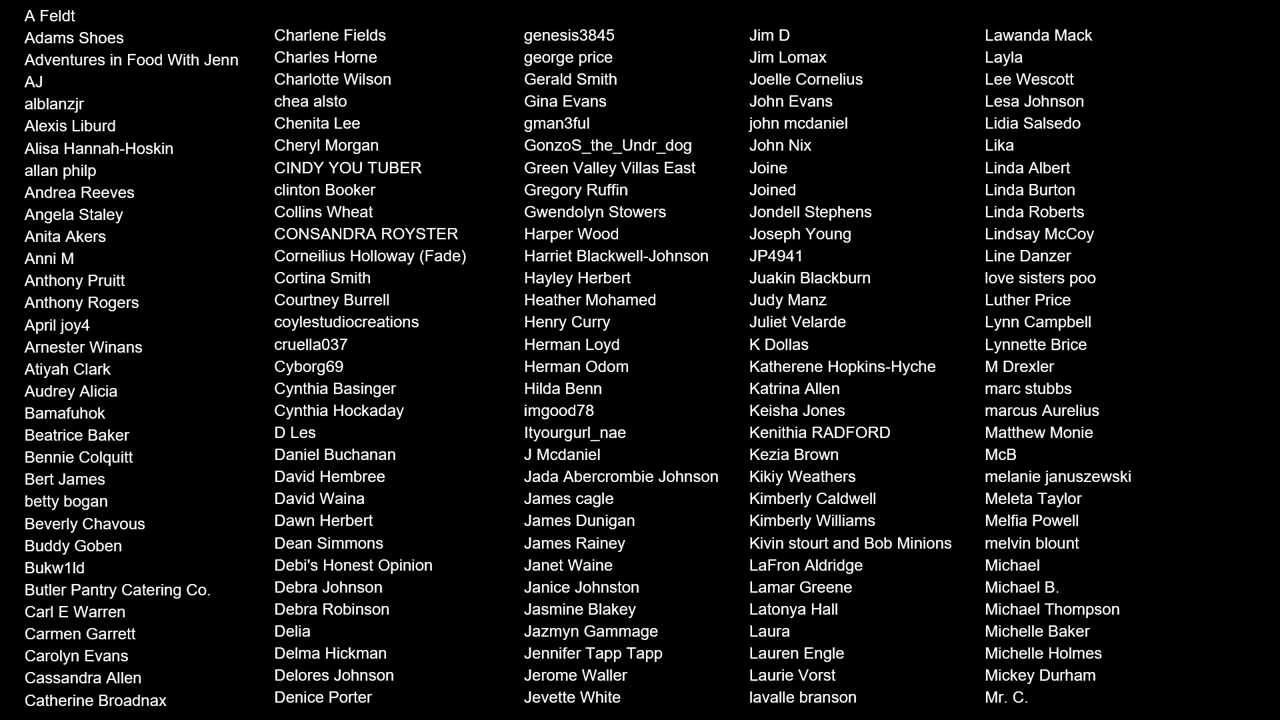 A Feldt
Adams Shoes
Adventures in Food With Jenn
AJ
alblanzjr
Alexis Liburd
Alisa Hannah-Hoskin
allan philp
Andrea Reeves
Angela Staley
Anita Akers
Anni M
Anthony Pruitt
Anthony Rogers
April joy4
Arnester Winans
Atiyah Clark
Audrey Alicia
Bamafuhok
Beatrice Baker
Bennie Colquitt
Bert James
betty bogan
Beverly Chavous
Buddy Goben
Bukw1ld
Butler Pantry Catering Co.
Carl E Warren
Carmen Garrett
Carolyn Evans
Cassandra Allen
Catherine Broadnax
Charlene Fields
Charles Horne
Charlotte Wilson
chea alsto
Chenita Lee
Cheryl Morgan
CINDY YOU TUBER
clinton Booker
Collins Wheat
CONSANDRA ROYSTER
Corneilius Holloway (Fade)
Cortina Smith
Courtney Burrell
coylestudiocreations
cruella037
Cyborg69
Cynthia Basinger
Cynthia Hockaday
D Les
Daniel Buchanan
David Hembree
David Waina
Dawn Herbert
Dean Simmons
Debi's Honest Opinion
Debra Johnson
Debra Robinson
Delia
Delma Hickman
Delores Johnson
Denice Porter
genesis3845
george price
Gerald Smith
Gina Evans
gman3ful
GonzoS_the_Undr_dog
Green Valley Villas East
Gregory Ruffin
Gwendolyn Stowers
Harper Wood
Harriet Blackwell-Johnson
Hayley Herbert
Heather Mohamed
Henry Curry
Herman Loyd
Herman Odom
Hilda Benn
imgood78
Ityourgurl_nae
J Mcdaniel
Jada Abercrombie Johnson
James cagle
James Dunigan
James Rainey
Janet Waine
Janice Johnston
Jasmine Blakey
Jazmyn Gammage
Jennifer Tapp Tapp
Jerome Waller
Jevette White
Jim D
Jim Lomax
Joelle Cornelius
John Evans
john mcdaniel
John Nix
Joine
Joined
Jondell Stephens
Joseph Young
JP4941
Juakin Blackburn
Judy Manz
Juliet Velarde
K Dollas
Katherene Hopkins-Hyche
Katrina Allen
Keisha Jones
Kenithia RADFORD
Kezia Brown
Kikiy Weathers
Kimberly Caldwell
Kimberly Williams
Kivin stourt and Bob Minions
LaFron Aldridge
Lamar Greene
Latonya Hall
Laura
Lauren Engle
Laurie Vorst
lavalle branson
Lawanda Mack
Layla
Lee Wescott
Lesa Johnson
Lidia Salsedo
Lika
Linda Albert
Linda Burton
Linda Roberts
Lindsay McCoy
Line Danzer
love sisters poo
Luther Price
Lynn Campbell
Lynnette Brice
M Drexler
marc stubbs
marcus Aurelius
Matthew Monie
McB
melanie januszewski
Meleta Taylor
Melfia Powell
melvin blount
Michael
Michael B.
Michael Thompson
Michelle Baker
Michelle Holmes
Mickey Durham
Mr. C.